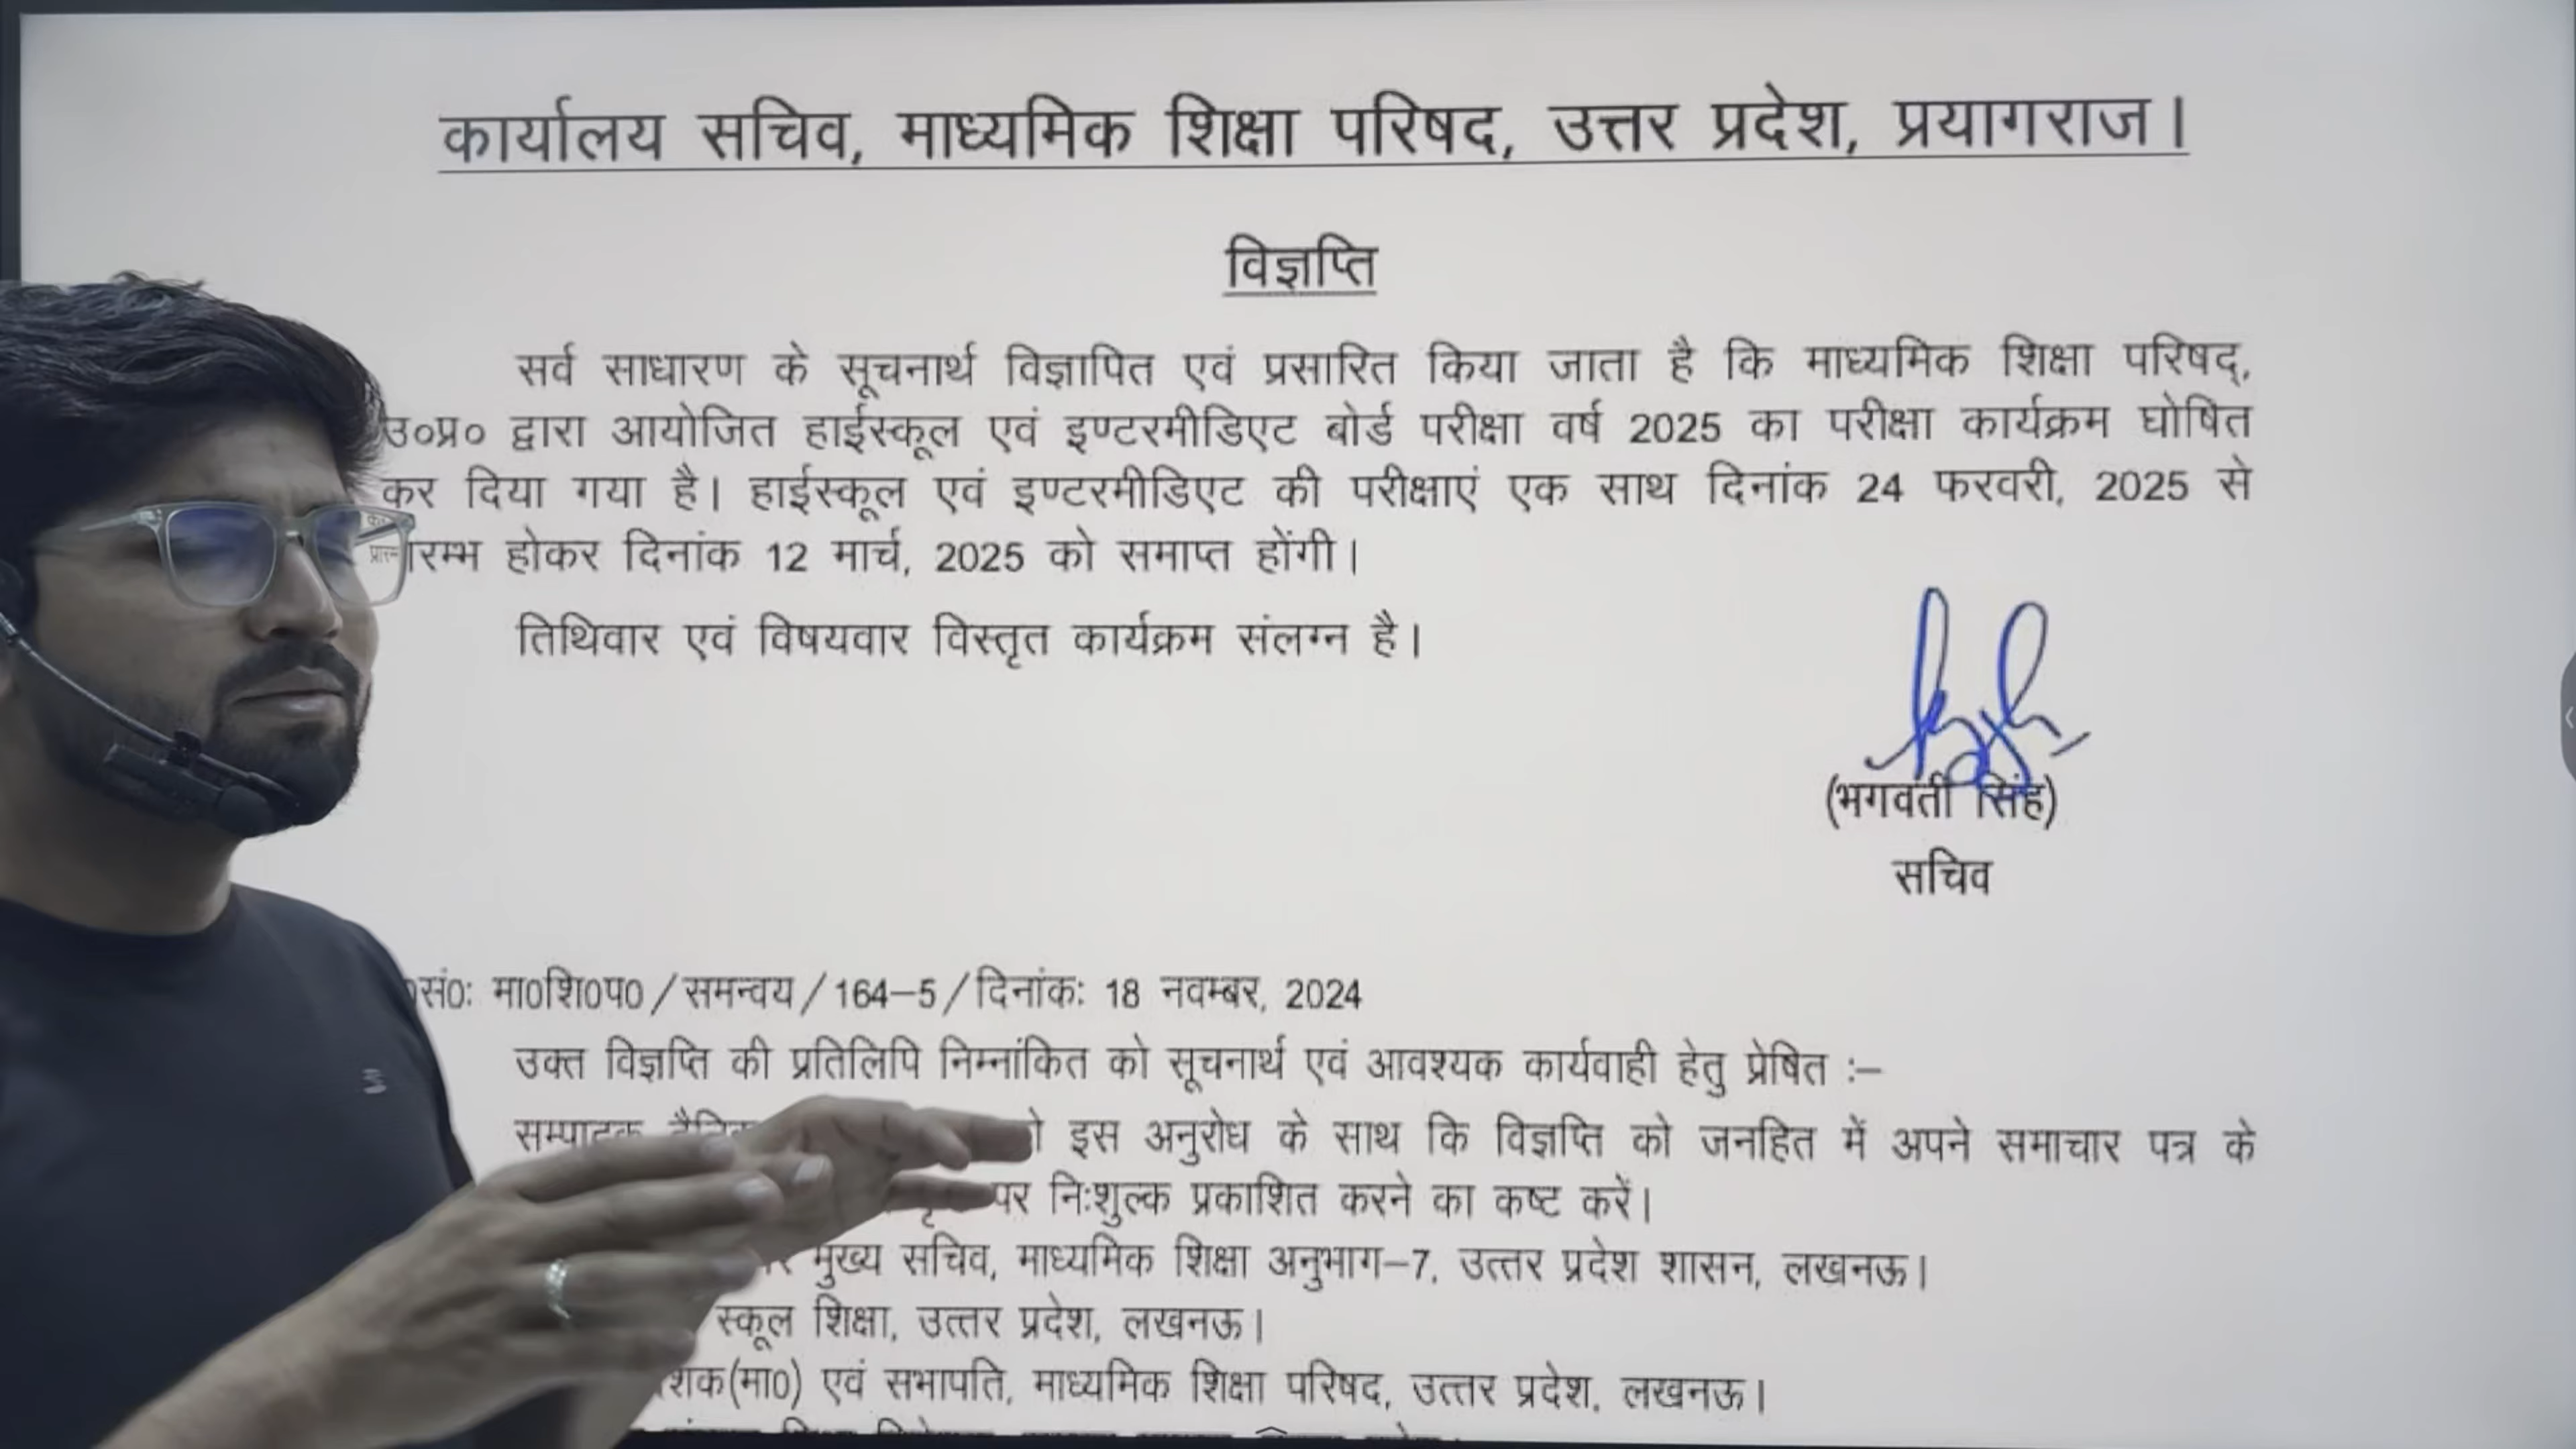 कार्यालय सचिव, माध्यमिक शिक्षा परिषद, उत्तर प्रदेश, प्रयागराज।
विज्ञप्ति
सर्व साधारण के सूचनार्थ विज्ञापित एवं प्रसारित किया जाता है कि माध्यमिक शिक्षा परिषद्,
उ०प्र० द्वारा आयोजित हाईस्कूल एवं इण्टरमीडिएट बोर्ड परीक्षा वर्ष 2025 का परीक्षा कार्यक्रम घोषित
कर दिया गया है। हाईस्कूल एवं इण्टरमीडिएट की परीक्षाएं एक साथ दिनांक 24 फरवरी, 2025 से
होकर दिनांक 12 मार्च, 2025 को समाप्त होंगी।
तिथिवार एवं विषयवार विस्तृत कार्यक्रम संलग्न है।
(भगवती सिंह)
सचिव
सं0: मा0शि0प0/समन्वय/164-5/दिनांक: 18 नवम्बर, 2024
उक्त विज्ञप्ति की प्रतिलिपि निम्नांकित को सूचनार्थ एवं आवश्यक कार्यवाही हेतु प्रेषित :-
सम्पादक इस अनुरोध के साथ कि विज्ञप्ति को जनहित में अपने समाचार पत्र के
पर निःशुल्क प्रकाशित करने का कष्ट करें।
मुख्य सचिव, माध्यमिक शिक्षा अनुभाग-7, उत्तर प्रदेश शासन, लखनऊ।
स्कूल शिक्षा, उत्तर प्रदेश, लखनऊ।
(मा0) एवं सभापति, माध्यमिक शिक्षा परिषद, उत्तर प्रदेश, लखनऊ।